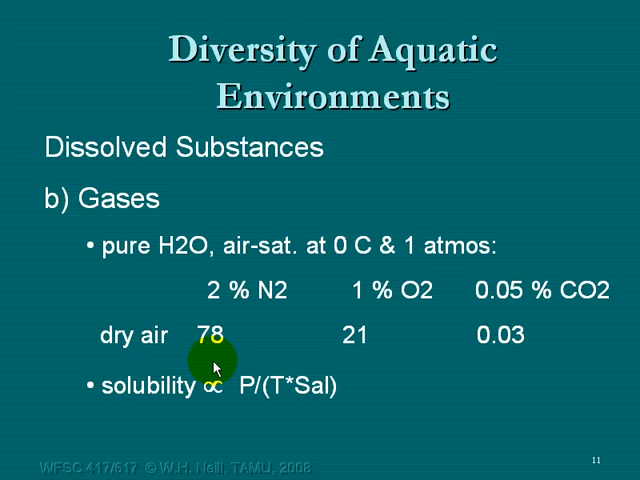 Diversity of Aquatic
Environments
Dissolved Substances
b) Gases
• pure H2O, air-sat. at 0 C & 1 atmos:
2 % N2 1 % O2 0.05 % CO2
dry air 78 21 0.03
• solubility ∝ P/(T*Sal)
WFSC 417/617 © W.H. Neill, TAMU, 2008
11